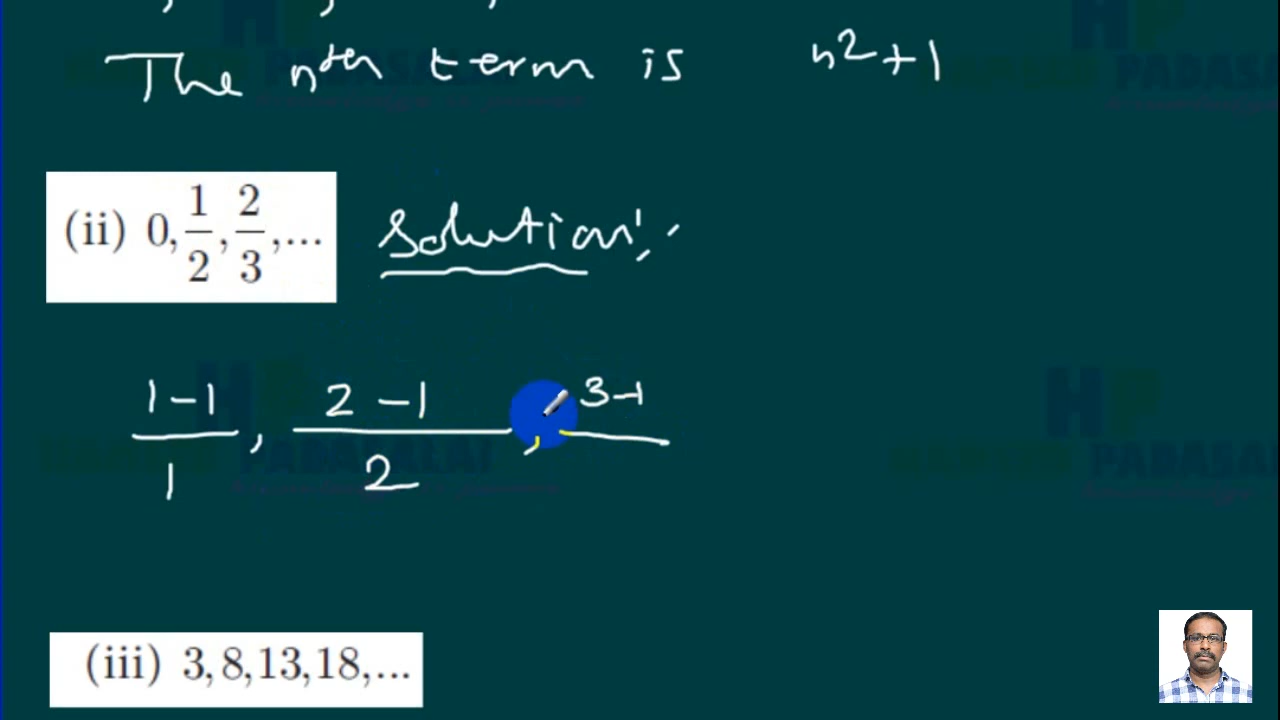 The nth term is n²+1
(ii) 0, 1/2, 2/3, ... Solution:
1-1/1, 2-1/2, 3-1
(iii) 3, 8, 13, 18, ...